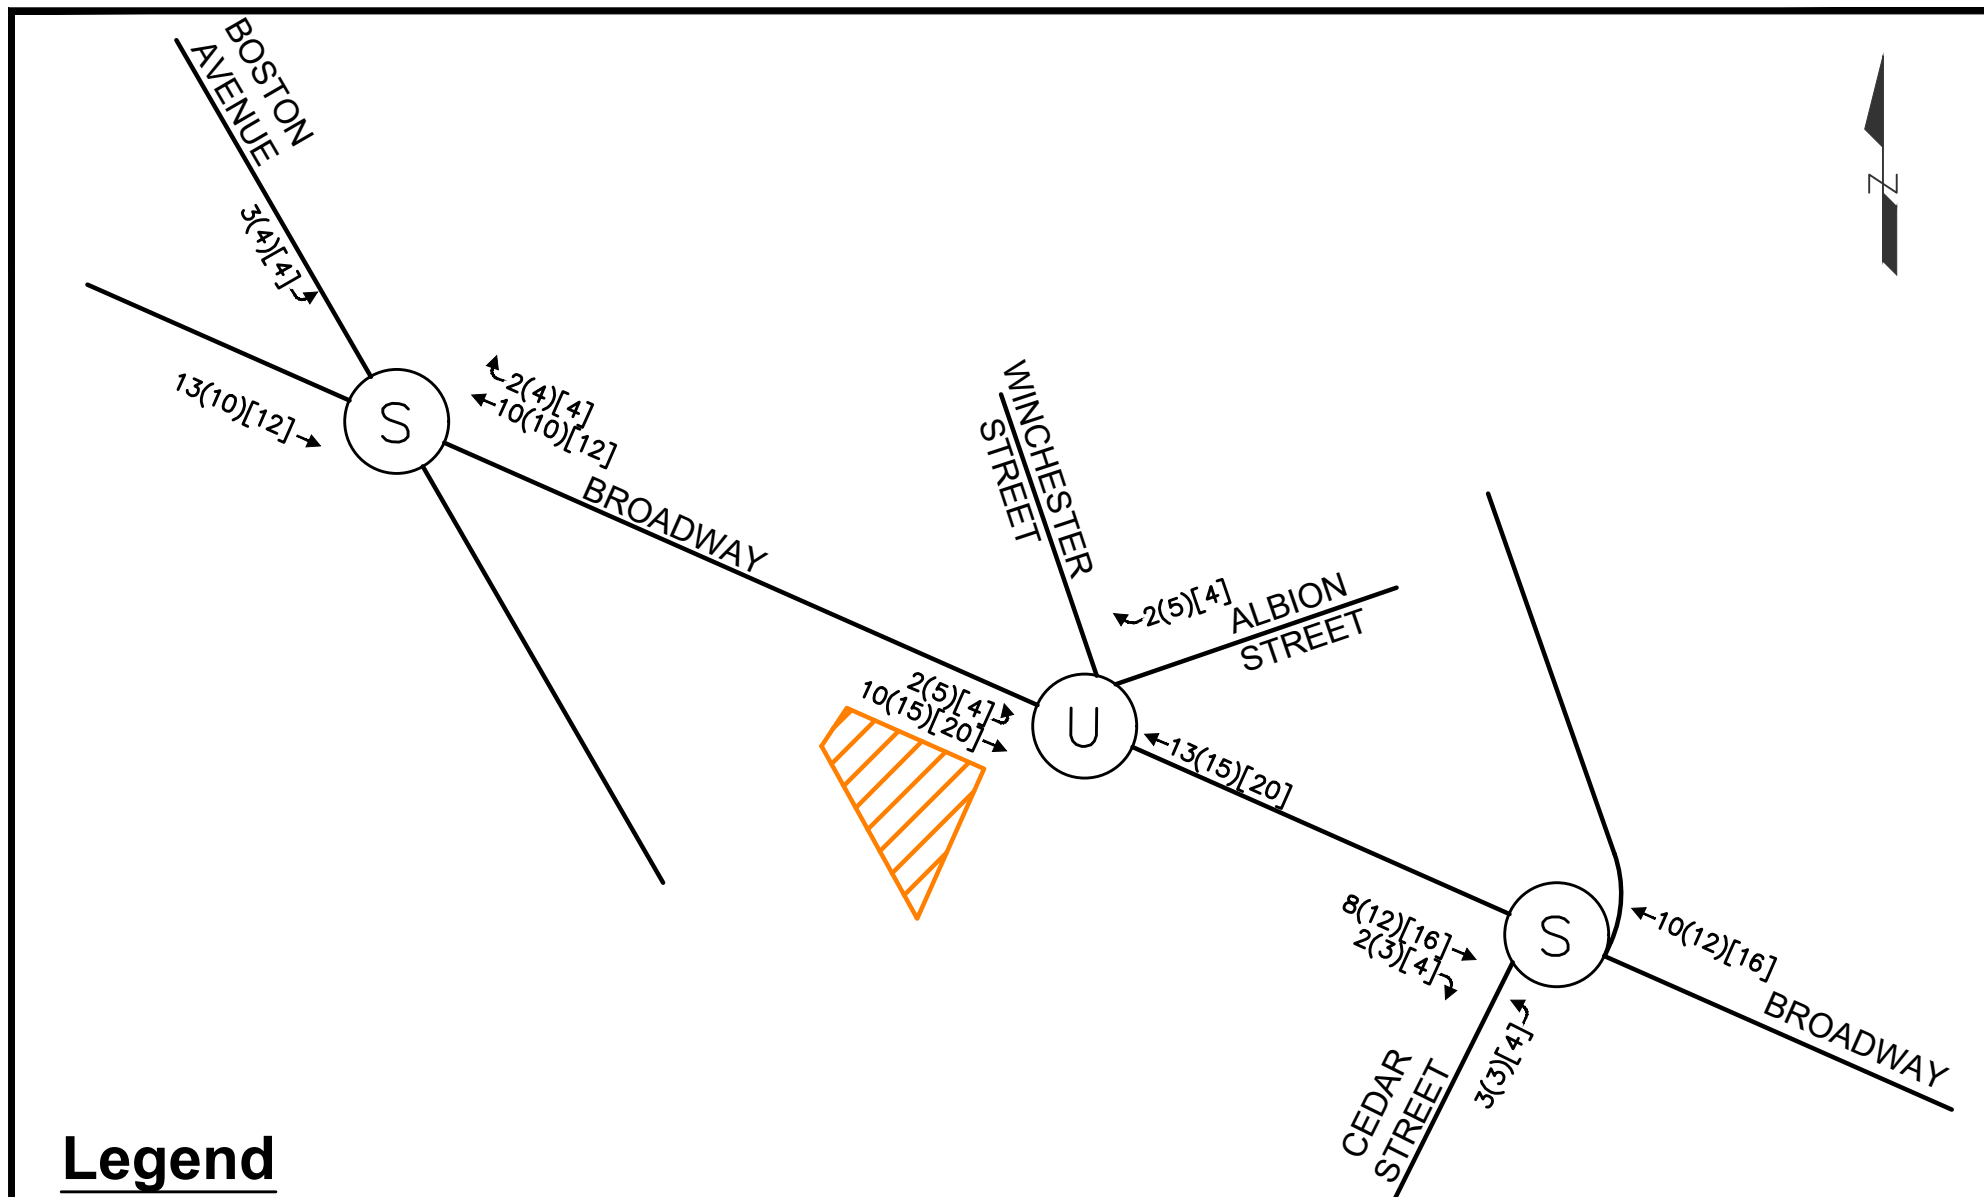 BOSTON
AVENUE
3(4)[4]
13(10)[12]
S
2(4)[4]
10(10)[12]
BROADWAY
WINCHESTER
STREET
2(5)[4]
ALBION
STREET
2(5)[4]
10(15)[20]
U
13(15)[20]
8(12)[16]
2(3)[4]
S
10(12)[16]
BROADWAY
3(3)[4]
CEDAR
STREET
N
Legend